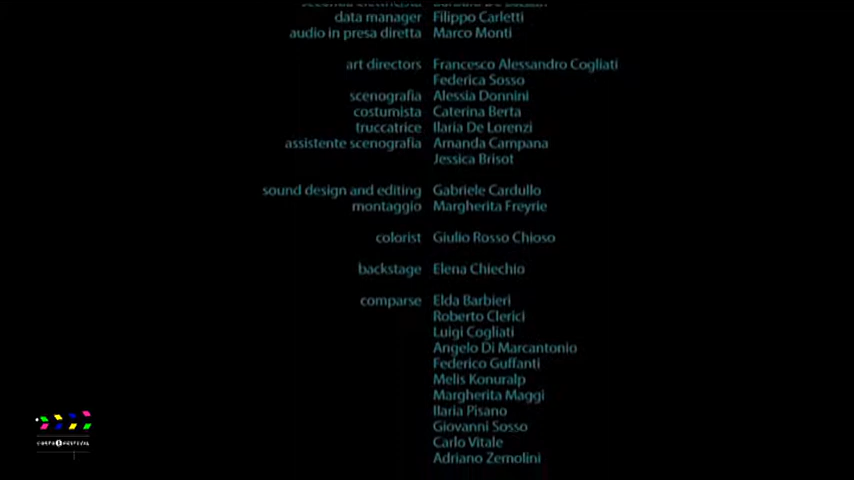 data manager Filippo Carletti
audio in presa diretta Marco Monti
art directors Francesco Alessandro Cogliati
Federica Sosso
scenografia Alessia Donnini
costumista Caterina Berta
truccatrice Ilaria De Lorenzi
assistente scenografia Amanda Campana
Jessica Brisot
sound design and editing Gabriele Cardullo
montaggio Margherita Freyrie
colorist Giulio Rosso Chioso
backstage Elena Chiechio
comparse Elda Barbieri
Roberto Clerici
Luigi Cogliati
Angelo Di Marcantonio
Federico Guffanti
Melis Konuralp
Margherita Maggi
Ilaria Pisano
Giovanni Sosso
Carlo Vitale
Adriano Zemolini